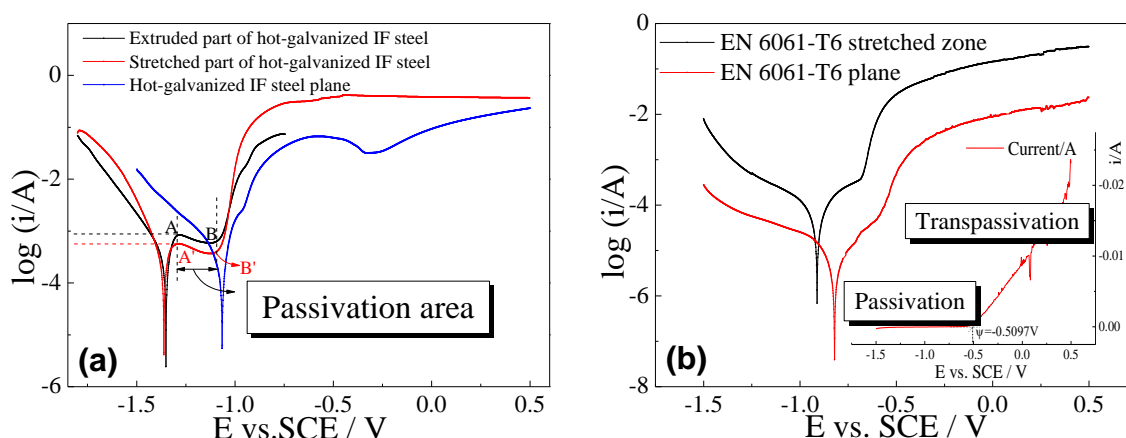 (a)
Extruded part of hot-galvanized IF steel
Stretched part of hot-galvanized IF steel
Hot-galvanized IF steel plane
0
-2
-4
-6
log (i/A)
A
B
A'
B'
Passivation area
-1.5
-1.0
-0.5
0.0
0.5
E vs.SCE / V
(b)
EN 6061-T6 stretched zone
EN 6061-T6 plane
0
-2
-4
-6
-8
log (i/A)
Current/A
i/A
-0.02
-0.01
0.00
Transpassivation
Passivation
ψ=-0.5097V
-1.5
-1.0
-0.5
0.0
0.5
E vs. SCE / V
-1.5
-1.0
-0.5
0.0
0.5
E vs. SCE / V